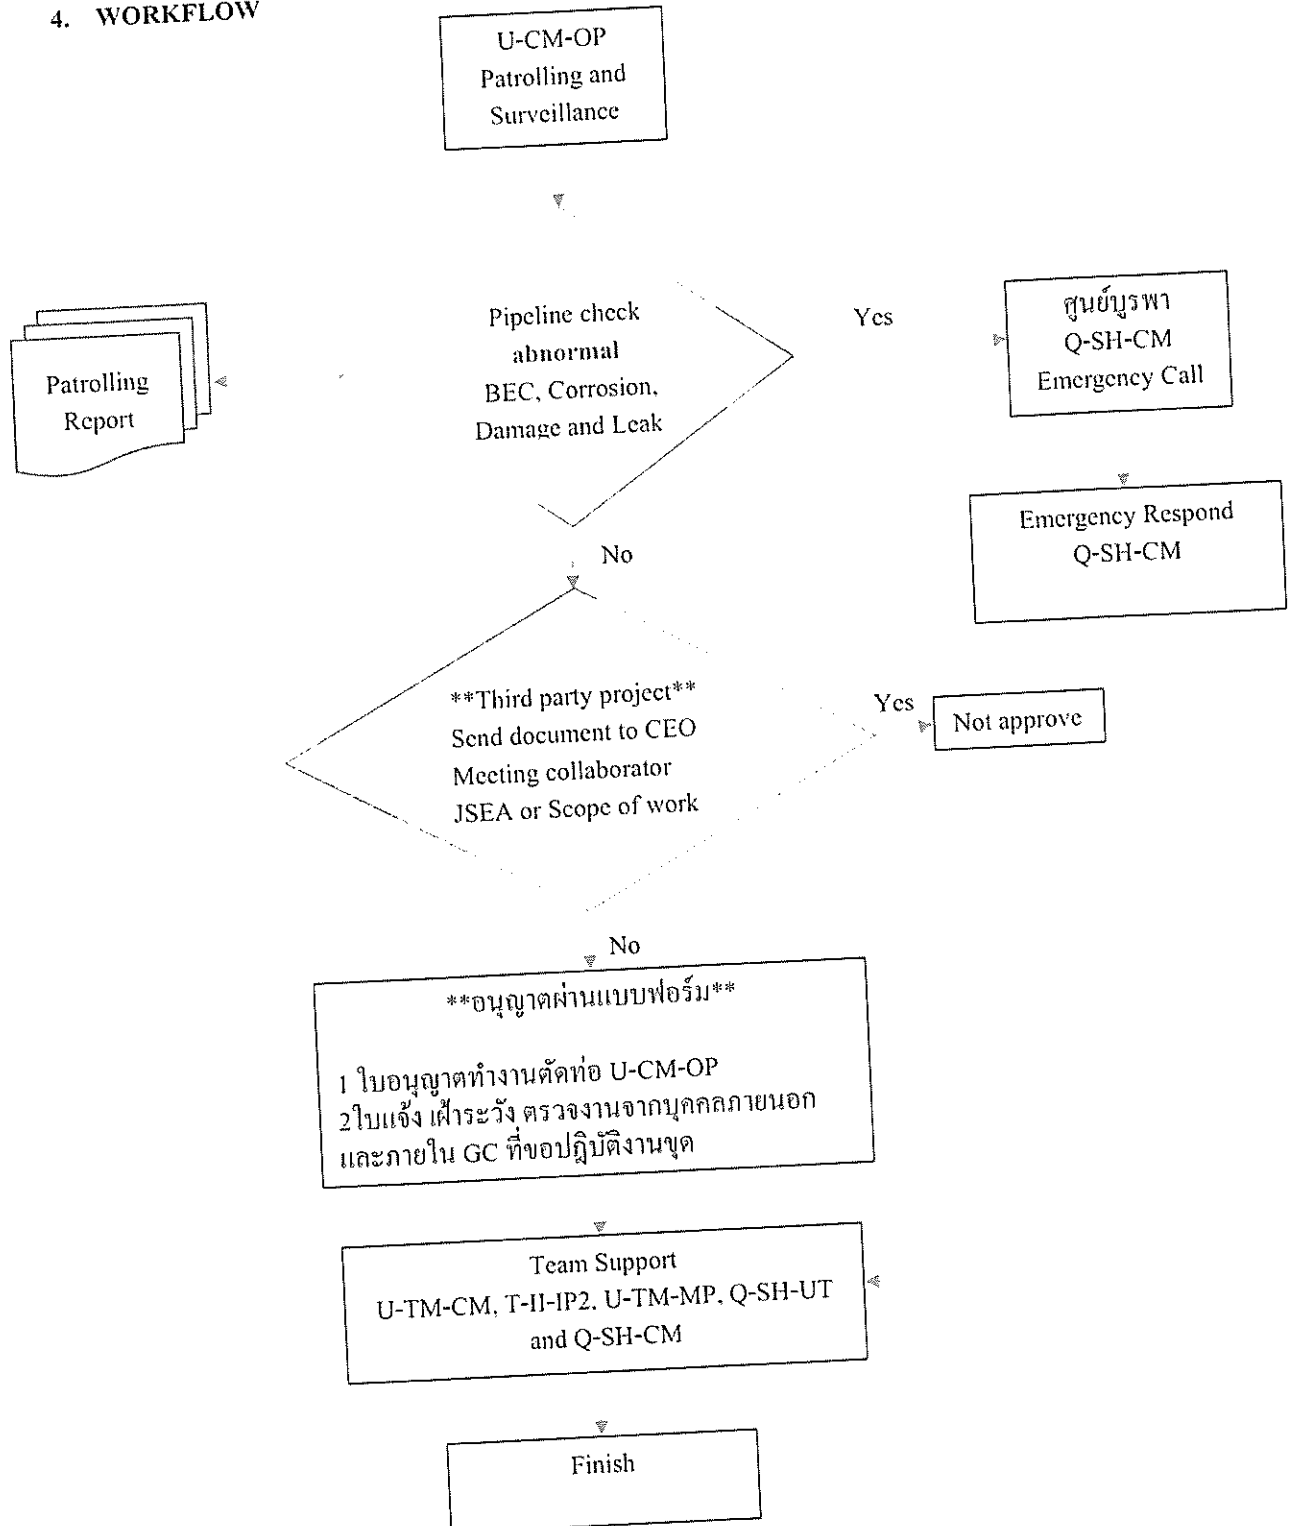 4. WORKFLOW
U-CM-OP
Patrolling and
Surveillance
Patrolling
Report
Pipeline check
abnormal
BEC, Corrosion,
Damage and Leak
Yes
ศูนย์บูรพา
Q-SH-CM
Emergency Call
Emergency Respond
Q-SH-CM
No
**Third party project**
Send document to CEO
Meeting collaborator
JSEA or Scope of work
Yes
Not approve
No
**อนุญาตผ่านแบบฟอร์ม**
1 ใบอนุญาตทำงานตัดท่อ U-CM-OP
2ใบแจ้ง เฝ้าระวัง ตรวจงานจากบุคคลภายนอก
และภายใน GC ที่ขอปฎิบัติงานขุด
Team Support
U-TM-CM, T-II-IP2, U-TM-MP, Q-SH-UT
and Q-SH-CM
Finish